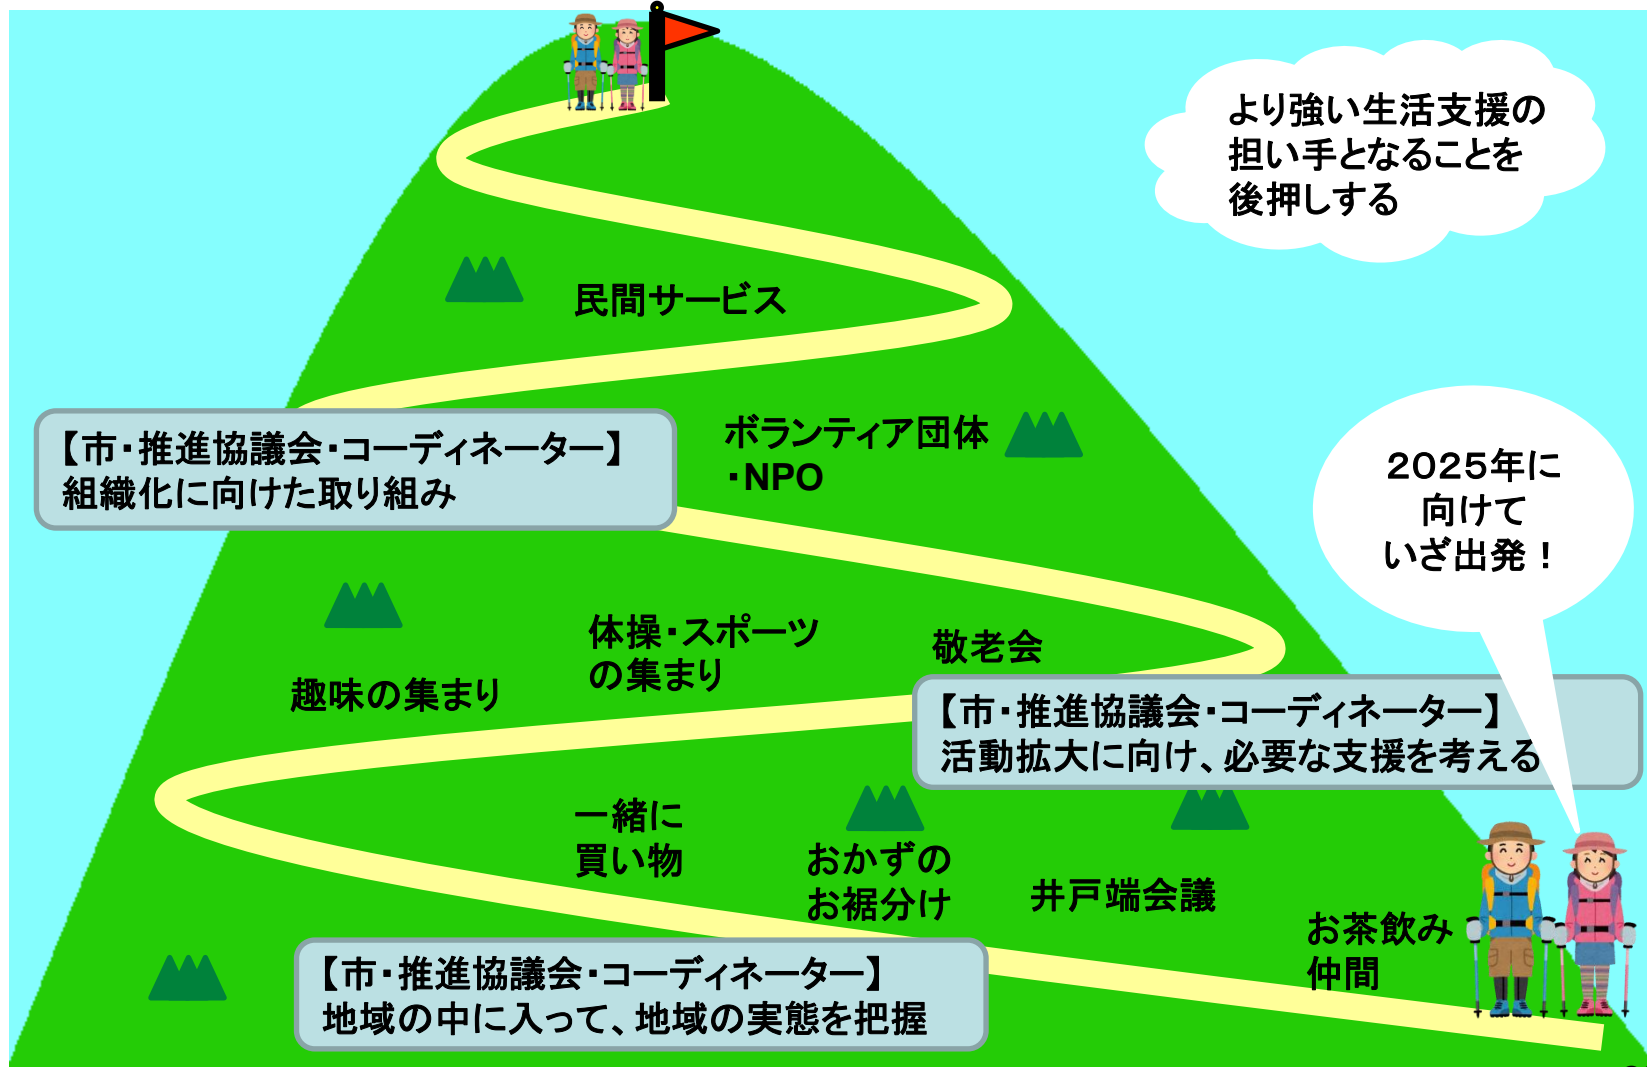 より強い生活支援の
担い手となることを
後押しする
民間サービス
【市・推進協議会・コーディネーター】
組織化に向けた取り組み
ボランティア団体
・NPO
２０２５年に
向けて
いざ出発！
体操・スポーツ
の集まり
敬老会
趣味の集まり
【市・推進協議会・コーディネーター】
活動拡大に向け、必要な支援を考える
一緒に
買い物
おかずの
お裾分け
井戸端会議
お茶飲み
仲間
【市・推進協議会・コーディネーター】
地域の中に入って、地域の実態を把握